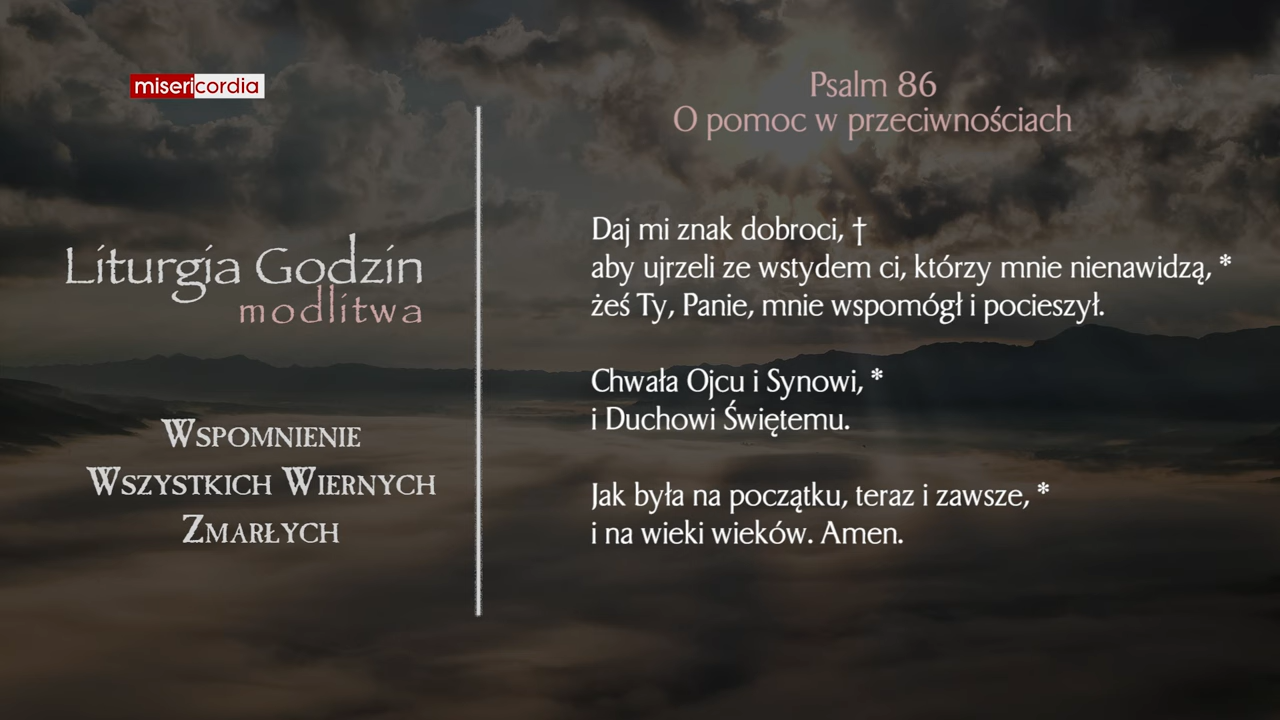 misericordia
Liturgia Godzin
modlitwa
Wspomnienie
Wszystkich Wiernych
Zmarłych
Psalm 86
O pomoc w przeciwnościach
Daj mi znak dobroci, †
aby ujrzeli ze wstydem ci, którzy mnie nienawidzą, *
żeś Ty, Panie, mnie wspomógł i pocieszył.
Chwała Ojcu i Synowi, *
i Duchowi Świętemu.
Jak była na początku, teraz i zawsze, *
i na wieki wieków. Amen.